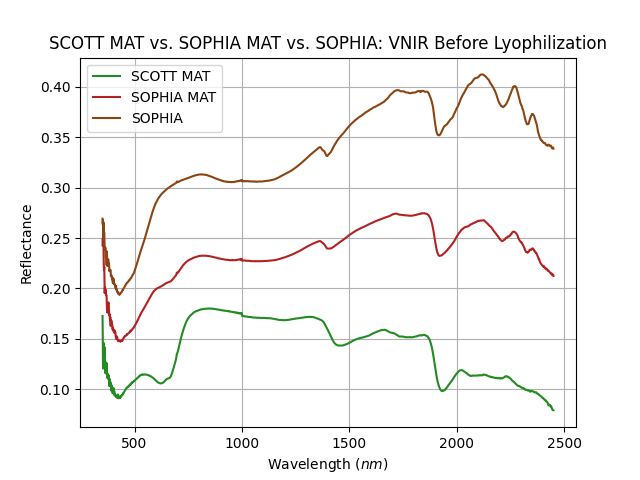 SCOTT MAT vs. SOPHIA MAT vs. SOPHIA: VNIR Before Lyophilization
SCOTT MAT
SOPHIA MAT
SOPHIA
0.40
0.35
0.30
0.25
0.20
0.15
0.10
Reflectance
500
1000
1500
2000
2500
Wavelength (nm)